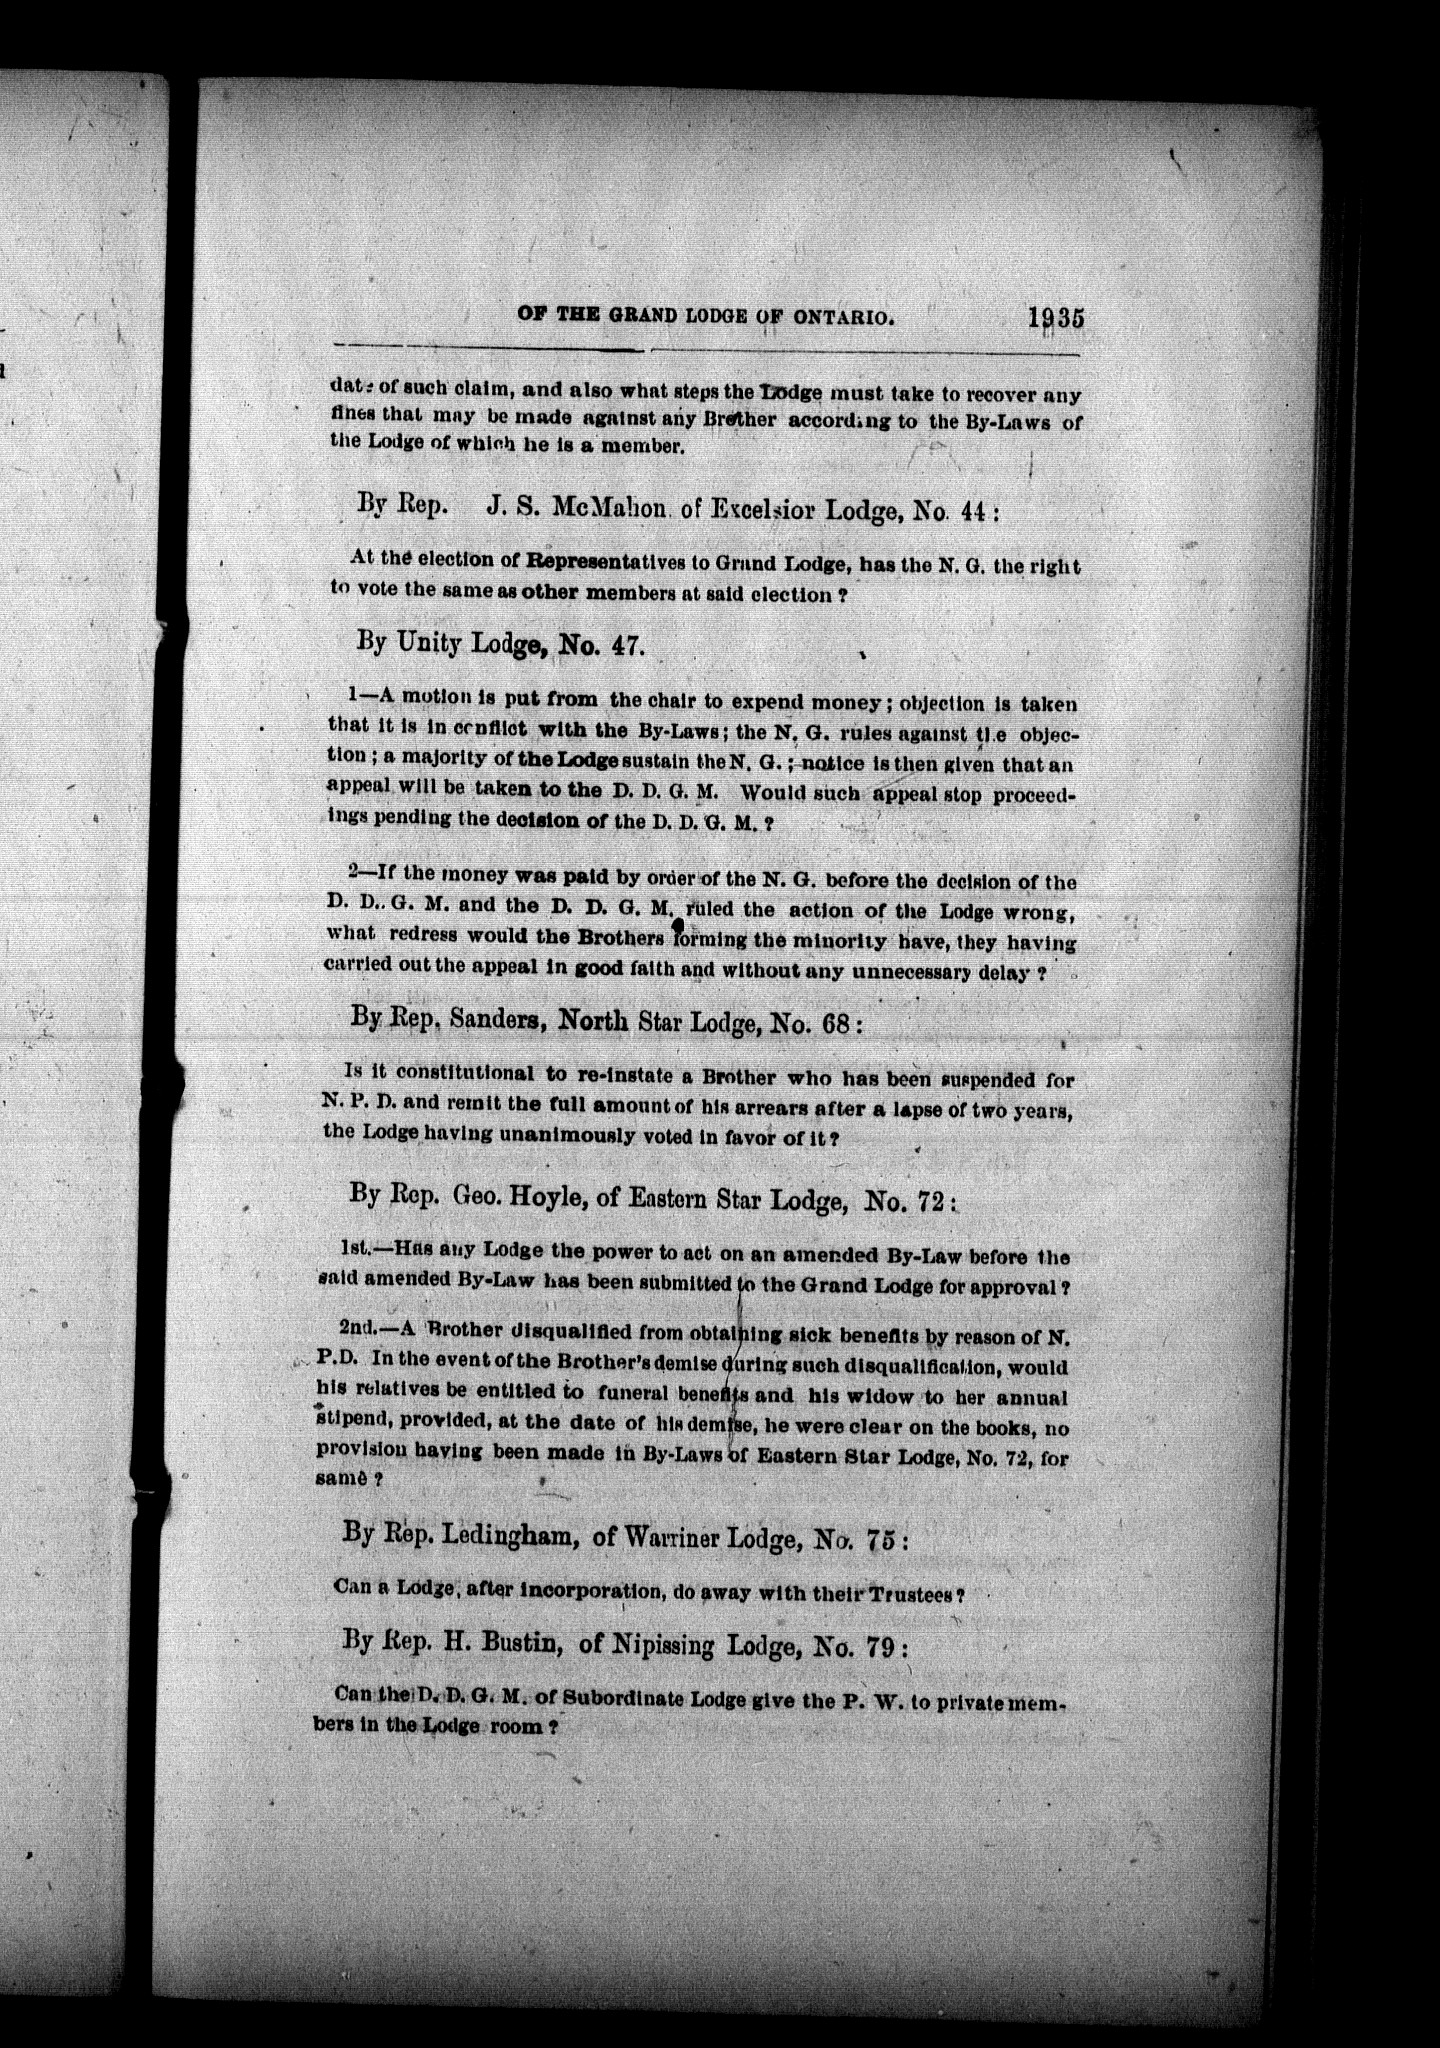 OF THE GRAND LODGE OF ONTARIO. 1935
date of such claim, and also what steps the Lodge must take to recover any
fines that may be made against any Brother according to the By-Laws of
the Lodge of which he is a member.
By Rep. J. S. McMahon of Excelsior Lodge, No. 44:
At the election of Representatives to Grand Lodge, has the N. G. the right
to vote the same as other members at said election?
By Unity Lodge, No. 47.
1—A motion is put from the chair to expend money; objection is taken
that it is in conflict with the By-Laws; the N. G. rules against the objec-
tion; a majority of the Lodge sustain the N. G.; notice is then given that an
appeal will be taken to the D. D. G. M. Would such appeal stop proceed-
ings pending the decision of the D. D. G. M.?
2—If the money was paid by order of the N. G. before the decision of the
D. D. G. M. and the D. D. G. M. ruled the action of the Lodge wrong,
what redress would the Brothers forming the minority have, they having
carried out the appeal in good faith and without any unnecessary delay?
By Rep. Sanders, North Star Lodge, No. 68:
Is it constitutional to re-instate a Brother who has been suspended for
N. P. D. and remit the full amount of his arrears after a lapse of two years,
the Lodge having unanimously voted in favor of it?
By Rep. Geo. Hoyle, of Eastern Star Lodge, No. 72:
1st.—Has any Lodge the power to act on an amended By-Law before the
said amended By-Law has been submitted to the Grand Lodge for approval?
2nd.—A Brother disqualified from obtaining sick benefits by reason of N.
P.D. In the event of the Brother's demise during such disqualification, would
his relatives be entitled to funeral benefits and his widow to her annual
stipend, provided, at the date of his demise, he were clear on the books, no
provision having been made in By-Laws of Eastern Star Lodge, No. 72, for
same?
By Rep. Ledingham, of Warriner Lodge, No. 75:
Can a Lodge, after incorporation, do away with their Trustees?
By Rep. H. Bustin, of Nipissing Lodge, No. 79:
Can the D. D. G. M. of Subordinate Lodge give the P. W. to private mem-
bers in the Lodge room?